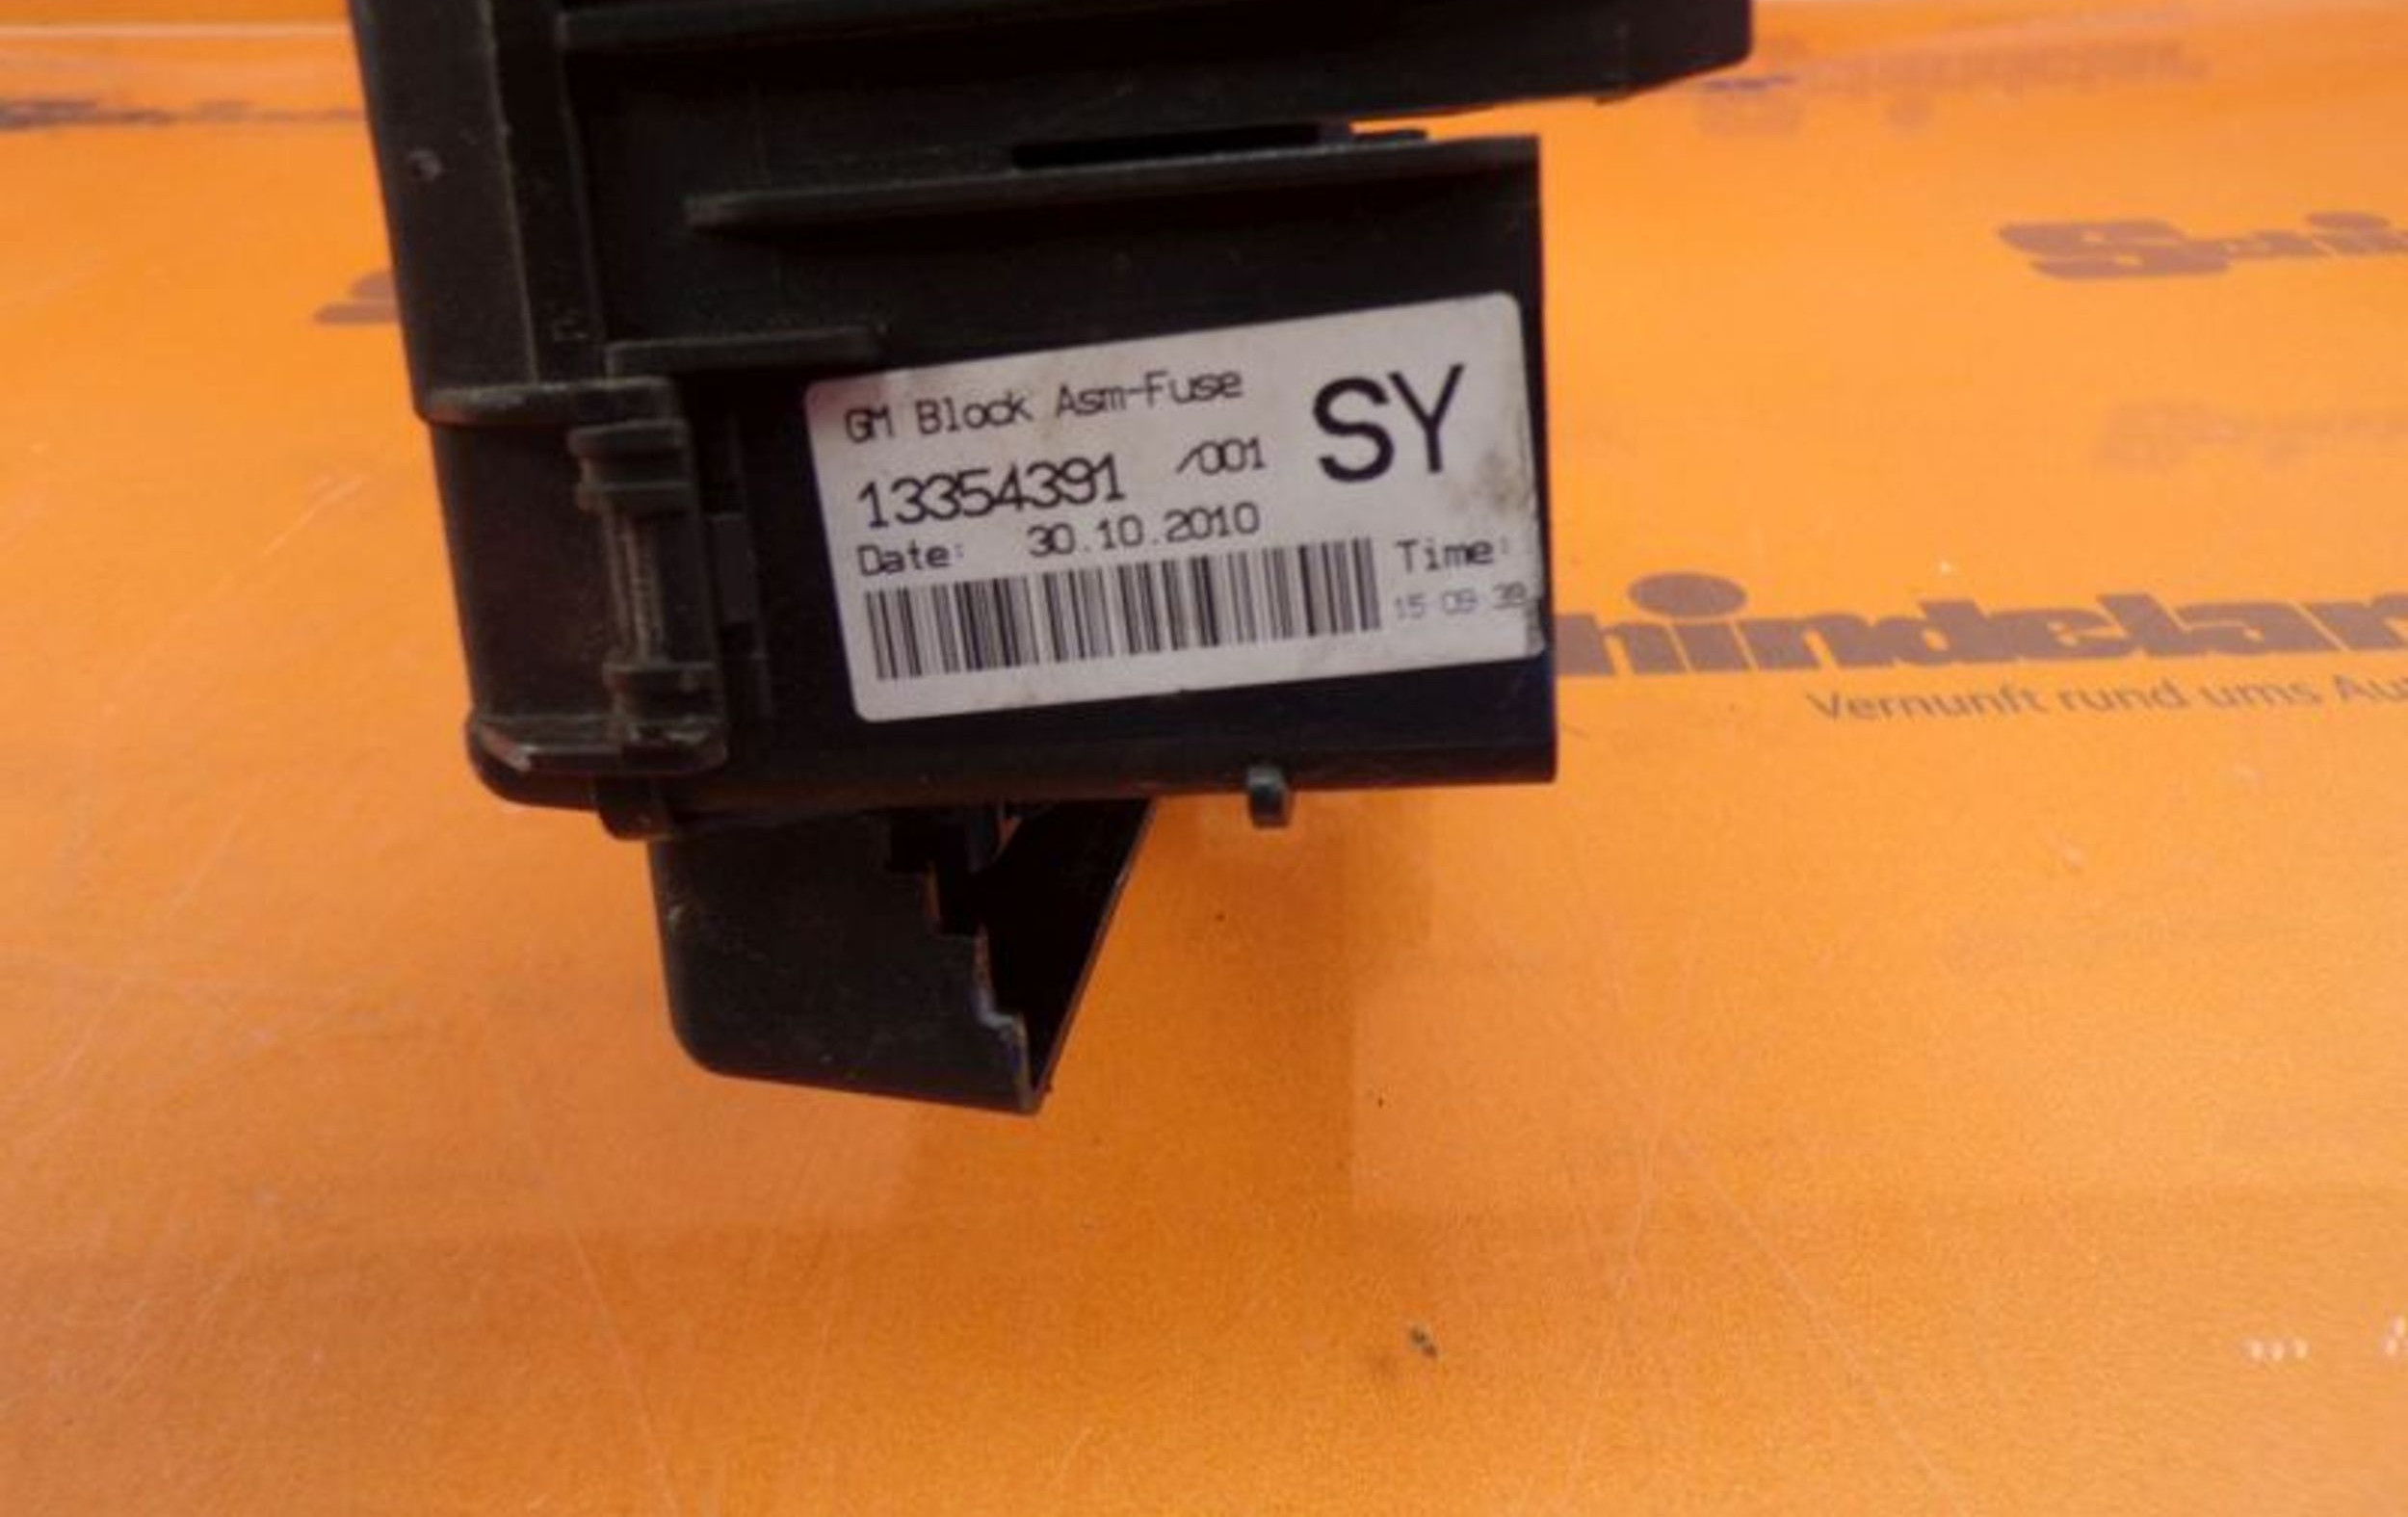 GM Block Asm-Fuse
SY
13354391 /001
Date: 30.10.2010
Time:
15 09 39
hindelar
Vernunft rund ums Au